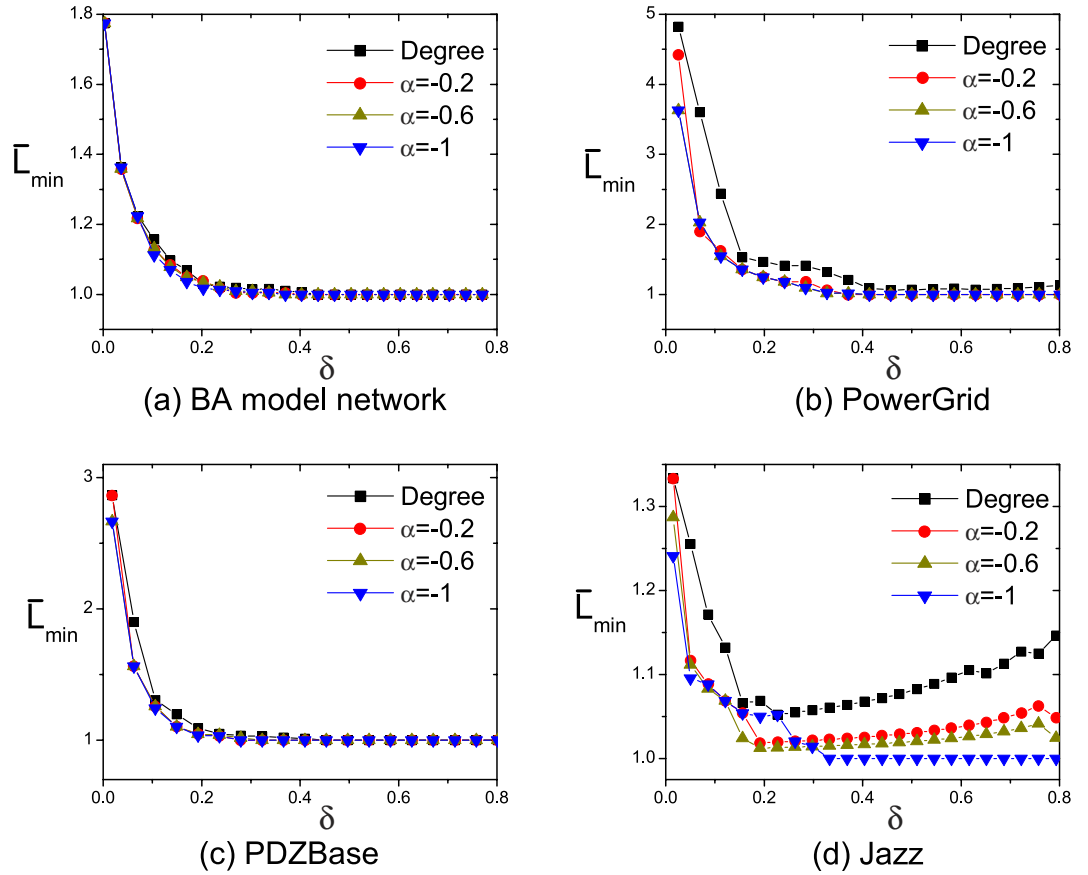 1.8
1.6
1.4
1.2
1.0
L̅min
0.0 0.2 0.4 0.6 0.8
δ
Degree
α=-0.2
α=-0.6
α=-1
(a) BA model network
5
4
3
2
1
L̅min
0.0 0.2 0.4 0.6 0.8
δ
Degree
α=-0.2
α=-0.6
α=-1
(b) PowerGrid
3
2
1
L̅min
0.0 0.2 0.4 0.6 0.8
δ
Degree
α=-0.2
α=-0.6
α=-1
(c) PDZBase
1.3
1.2
1.1
1.0
L̅min
0.0 0.2 0.4 0.6 0.8
δ
Degree
α=-0.2
α=-0.6
α=-1
(d) Jazz